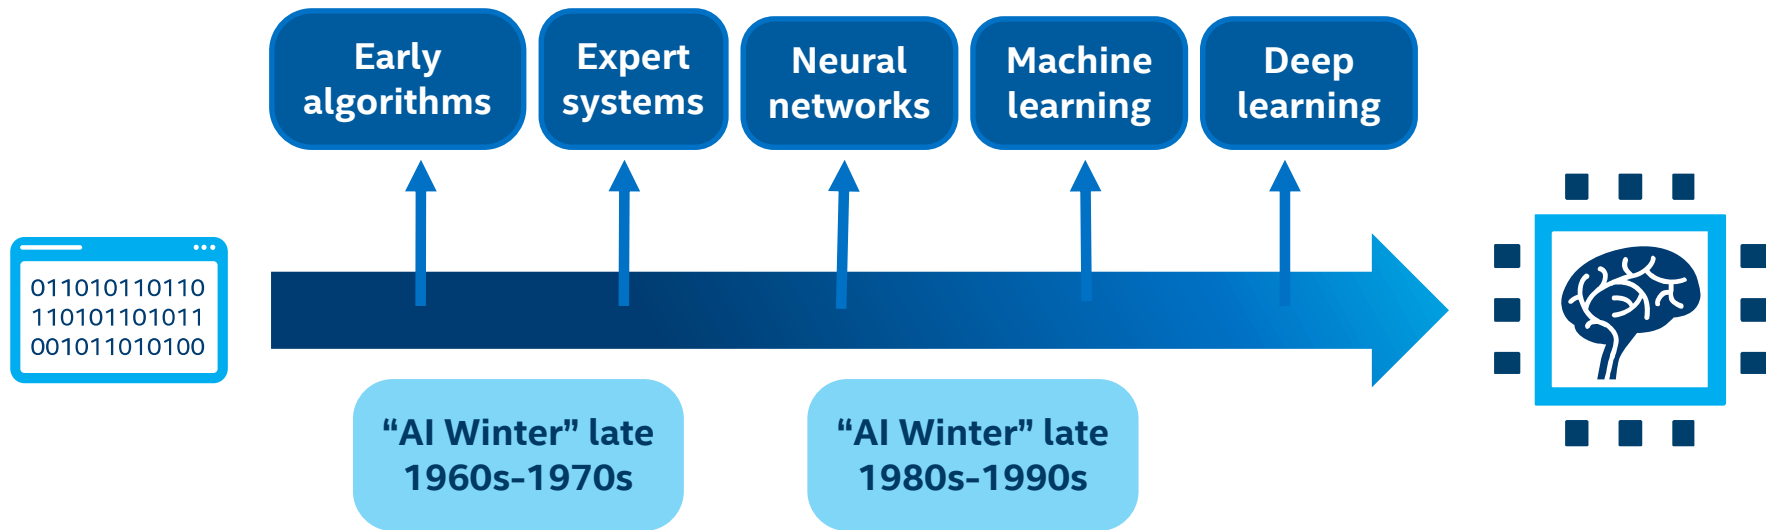 Early
algorithms
Expert
systems
Neural
networks
Machine
learning
Deep
learning
011010110110
110101101011
001011010100
“AI Winter” late
1960s-1970s
“AI Winter” late
1980s-1990s